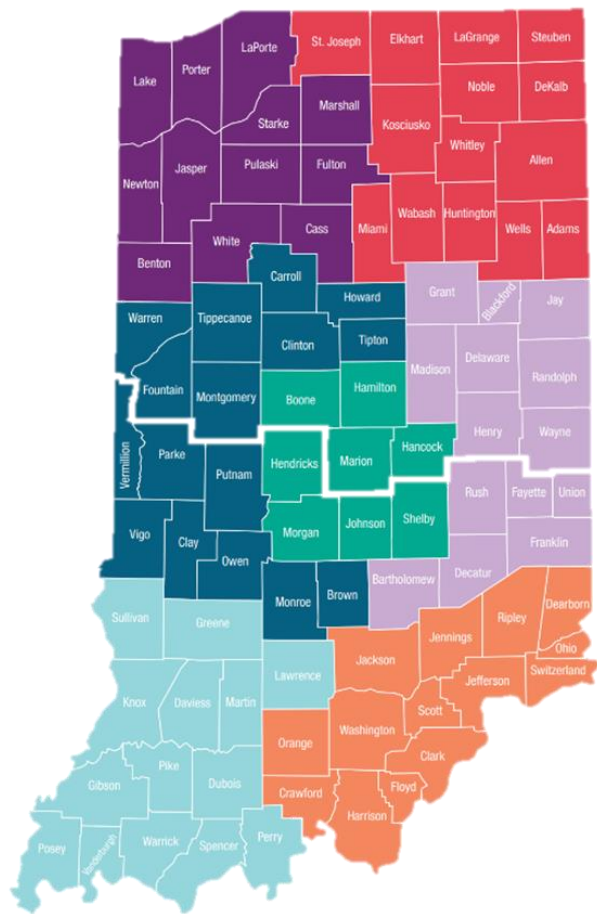 St. Joseph
Elkhart
LaGrange
Steuben
LaPorte
Porter
Lake
Noble
DeKalb
Marshall
Starke
Kosciusko
Whitley
Allen
Newton
Jasper
Pulaski
Fulton
Miami
Wabash
Huntington
Wells
Adams
White
Cass
Benton
Carroll
Howard
Grant
Blackford
Jay
Warren
Tippecanoe
Clinton
Tipton
Madison
Delaware
Randolph
Fountain
Montgomery
Boone
Hamilton
Henry
Wayne
Vermillion
Parke
Putnam
Hendricks
Marion
Hancock
Rush
Fayette
Union
Vigo
Clay
Owen
Morgan
Johnson
Shelby
Franklin
Monroe
Brown
Bartholomew
Decatur
Sullivan
Greene
Lawrence
Jackson
Jennings
Ripley
Dearborn
Ohio
Switzerland
Jefferson
Knox
Daviess
Martin
Orange
Washington
Scott
Clark
Gibson
Pike
Dubois
Crawford
Harrison
Floyd
Posey
Vanderburgh
Warrick
Spencer
Perry